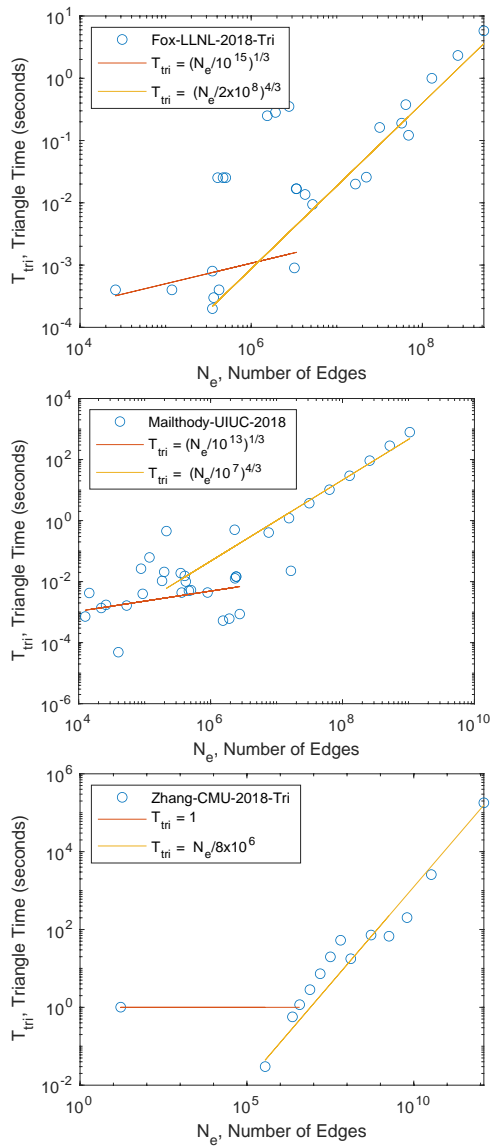 10^1
Fox-LLNL-2018-Tri
T_tri = (N_e/10^15)^1/3
T_tri = (N_e/2x10^8)^4/3
10^0
10^-1
10^-2
10^-3
10^-4
T_tri, Triangle Time (seconds)
10^4 10^6 10^8
N_e, Number of Edges
10^4
Mailthody-UIUC-2018
T_tri = (N_e/10^13)^1/3
T_tri = (N_e/10^7)^4/3
10^2
10^0
10^-2
10^-4
10^-6
T_tri, Triangle Time (seconds)
10^4 10^6 10^8 10^10
N_e, Number of Edges
10^6
Zhang-CMU-2018-Tri
T_tri = 1
T_tri = N_e/8x10^6
10^4
10^2
10^0
10^-2
T_tri, Triangle Time (seconds)
10^0 10^5 10^10
N_e, Number of Edges